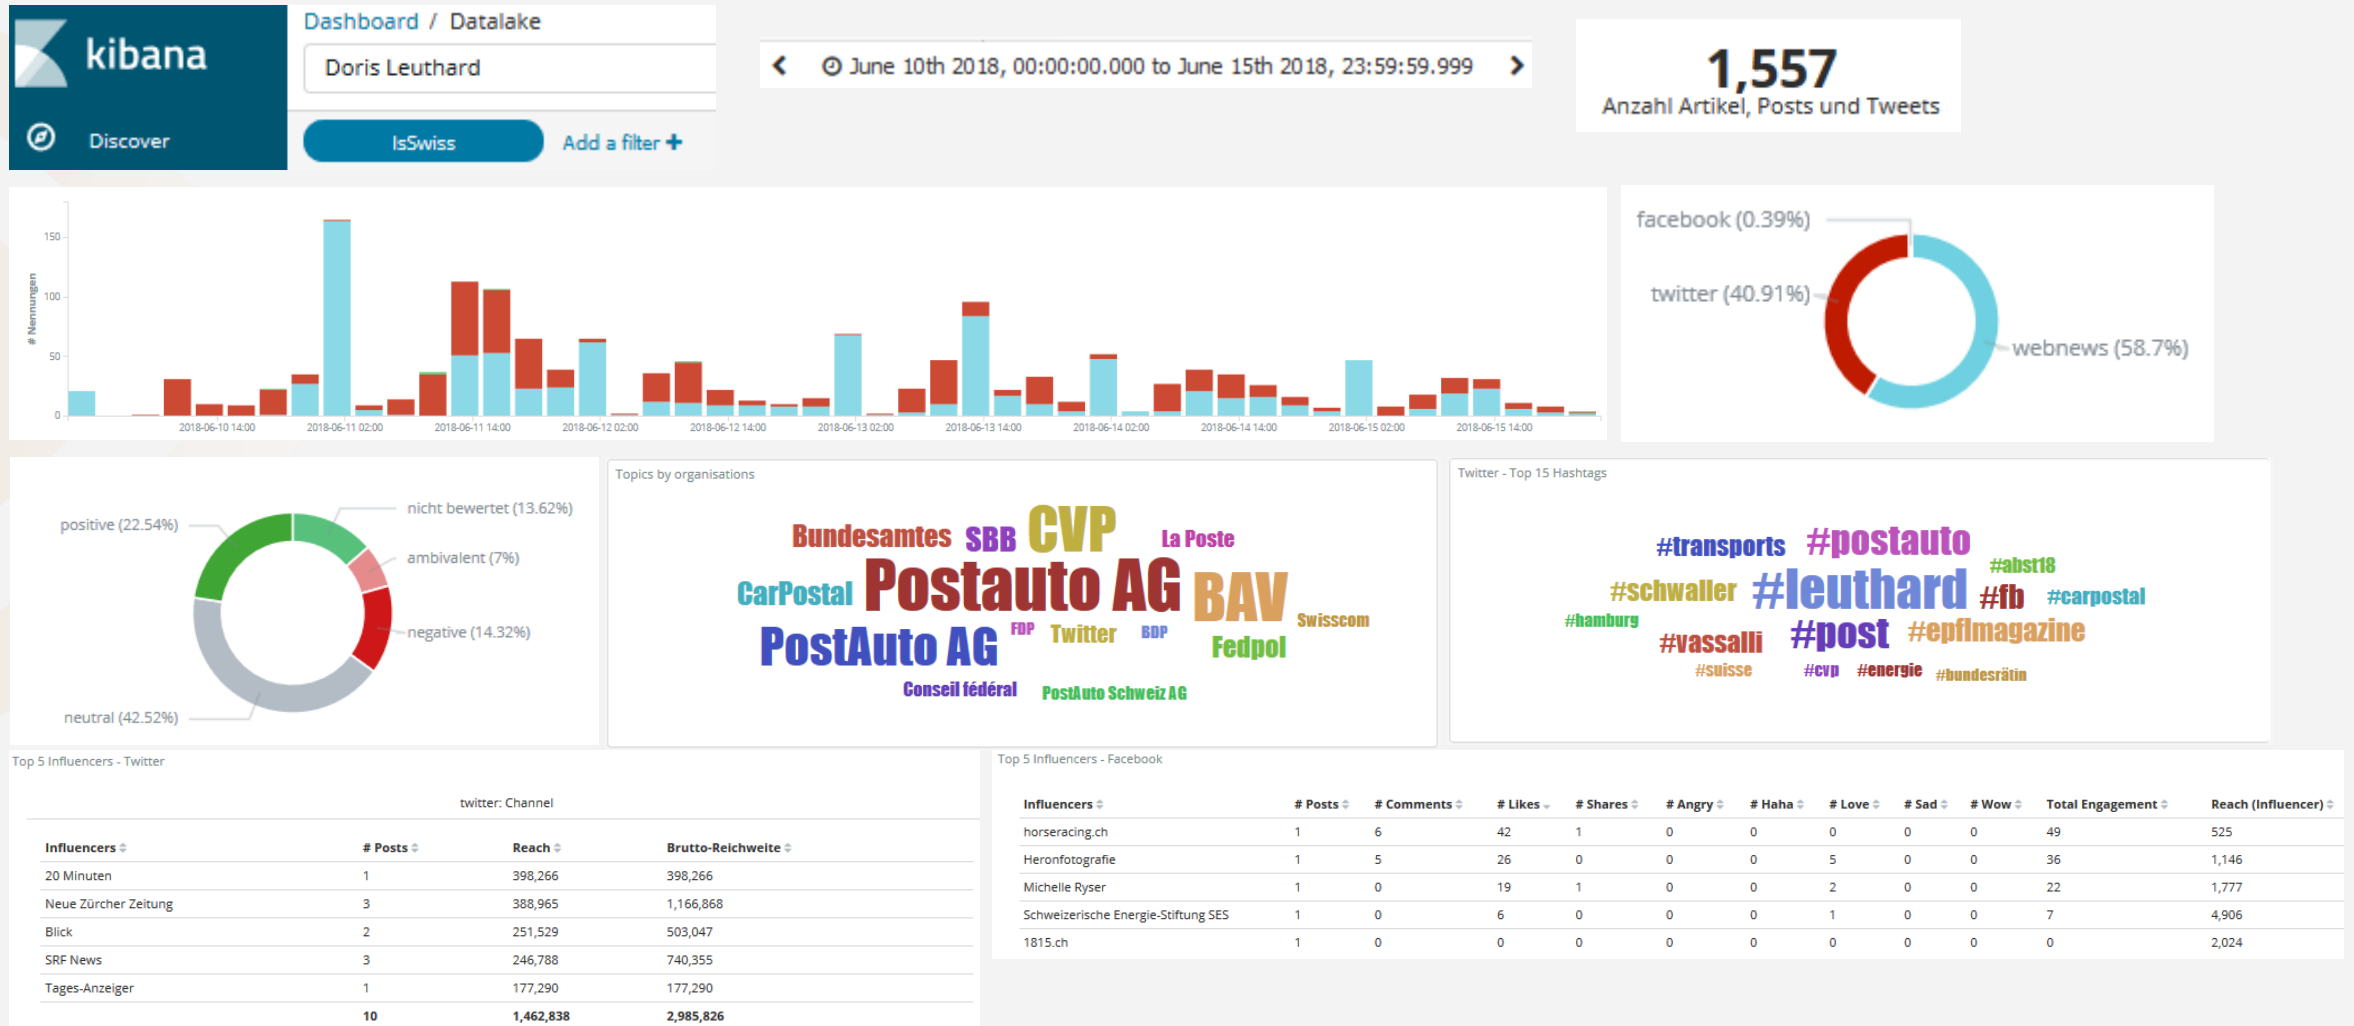 kibana
Discover
Dashboard / Datalake
Doris Leuthard
IsSwiss
Add a filter +
June 10th 2018, 00:00:00.000 to June 15th 2018, 23:59:59.999
1,557
Anzahl Artikel, Posts und Tweets
# Nennungen
150
100
50
0
2018-06-10 14:00 2018-06-11 02:00 2018-06-11 14:00 2018-06-12 02:00 2018-06-12 14:00 2018-06-13 02:00 2018-06-13 14:00 2018-06-14 02:00 2018-06-14 14:00 2018-06-15 02:00 2018-06-15 14:00
facebook (0.39%)
twitter (40.91%)
webnews (58.7%)
nicht bewertet (13.62%)
positive (22.54%)
ambivalent (7%)
negative (14.32%)
neutral (42.52%)
Topics by organisations
Bundesamtes SBB CVP La Poste
CarPostal Postauto AG BAV
Swisscom
PostAuto AG FDP Twitter BDP Fedpol
Conseil fédéral PostAuto Schweiz AG
Twitter - Top 15 Hashtags
#transports #postauto
#abst18
#schwaller #leuthard #fb #carpostal
#hamburg
#vassalli #post #epflmagazine
#suisse #cvp #energie #bundesrätin
Top 5 Influencers - Twitter
twitter: Channel
Influencers # Posts Reach Brutto-Reichweite
20 Minuten 1 398,266 398,266
Neue Zürcher Zeitung 3 388,965 1,166,868
Blick 2 251,529 503,047
SRF News 3 246,788 740,355
Tages-Anzeiger 1 177,290 177,290
10 1,462,838 2,985,826
Top 5 Influencers - Facebook
Influencers # Posts # Comments # Likes # Shares # Angry # Haha # Love # Sad # Wow Total Engagement Reach (Influencer)
horseracing.ch 1 6 42 1 0 0 0 0 0 49 525
Heronfotografie 1 5 26 0 0 0 5 0 0 36 1,146
Michelle Ryser 1 0 19 1 0 0 2 0 0 22 1,777
Schweizerische Energie-Stiftung SES 1 0 6 0 0 0 1 0 0 7 4,906
1815.ch 1 0 0 0 0 0 0 0 0 0 2,024